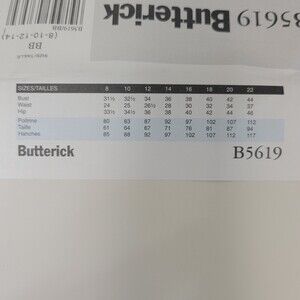 B5619 Butterick
B5619/BB
(8-10-12-14)
BB
SIZE/TAILLE
SIZES/TAILLES 8 10 12 14 16 18 20 22
Bust 31½ 32½ 34 36 38 40 42 44
Waist 24 25 26½ 28 30 32 34 37
Hip 33½ 34½ 36 38 40 42 44 46
Poitrine 80 83 87 92 97 102 107 112
Taille 61 64 67 71 76 81 87 94
Hanches 85 88 92 97 102 107 112 117
Butterick B5619